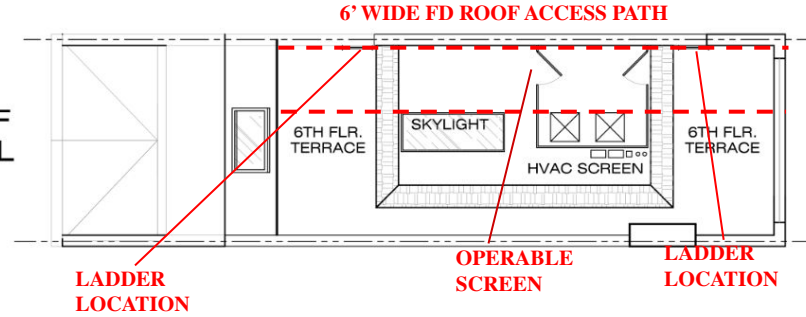 6' WIDE FD ROOF ACCESS PATH
F
L
6TH FLR.
TERRACE
SKYLIGHT
HVAC SCREEN
6TH FLR.
TERRACE
LADDER
LOCATION
OPERABLE
SCREEN
LADDER
LOCATION